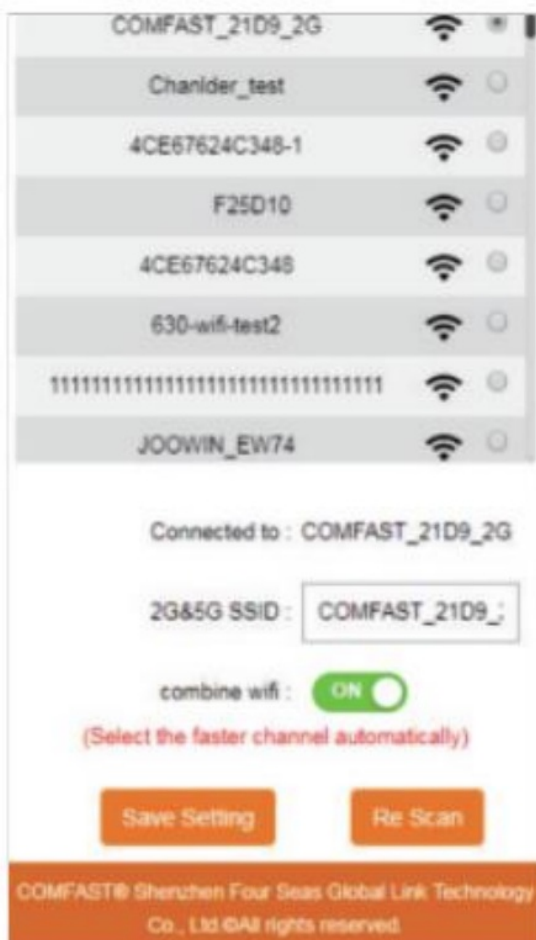 COMFAST_21D9_2G
Chanlder_test
4CE67624C348-1
F25D10
4CE67624C348
630-wifi-test2
11111111111111111111111111111111
JOOWIN_EW74
Connected to : COMFAST_21D9_2G
2G&5G SSID : COMFAST_21D9_
combine wifi : ON
(Select the faster channel automatically)
Save Setting Re Scan
COMFAST® Shenzhen Four Seas Global Link Technology
Co., Ltd.©All rights reserved.